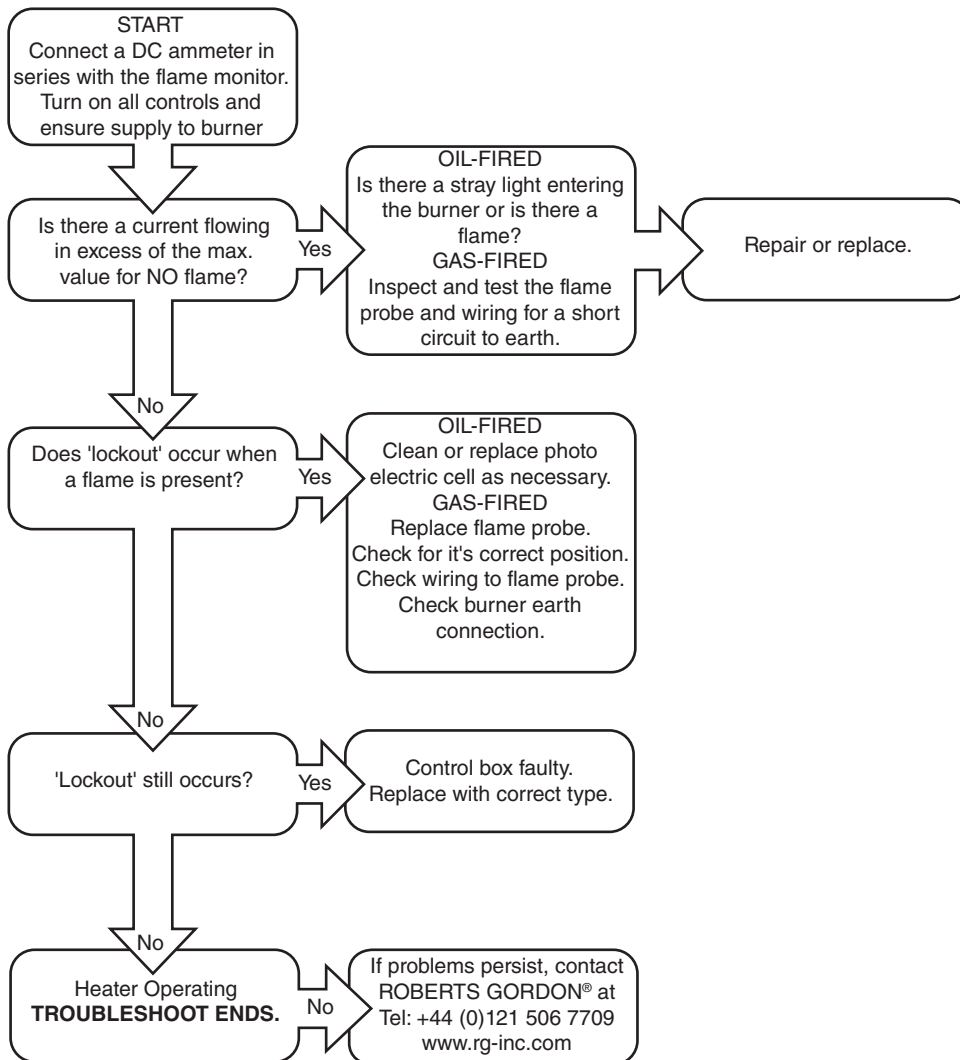 START
Connect a DC ammeter in
series with the flame monitor.
Turn on all controls and
ensure supply to burner
Is there a current flowing
in excess of the max.
value for NO flame?
Yes
OIL-FIRED
Is there a stray light entering
the burner or is there a
flame?
GAS-FIRED
Inspect and test the flame
probe and wiring for a short
circuit to earth.
Repair or replace.
No
Does 'lockout' occur when
a flame is present?
Yes
OIL-FIRED
Clean or replace photo
electric cell as necessary.
GAS-FIRED
Replace flame probe.
Check for it's correct position.
Check wiring to flame probe.
Check burner earth
connection.
No
'Lockout' still occurs?
Yes
Control box faulty.
Replace with correct type.
No
Heater Operating
TROUBLESHOOT ENDS.
No
If problems persist, contact
ROBERTS GORDON® at
Tel: +44 (0)121 506 7709
www.rg-inc.com